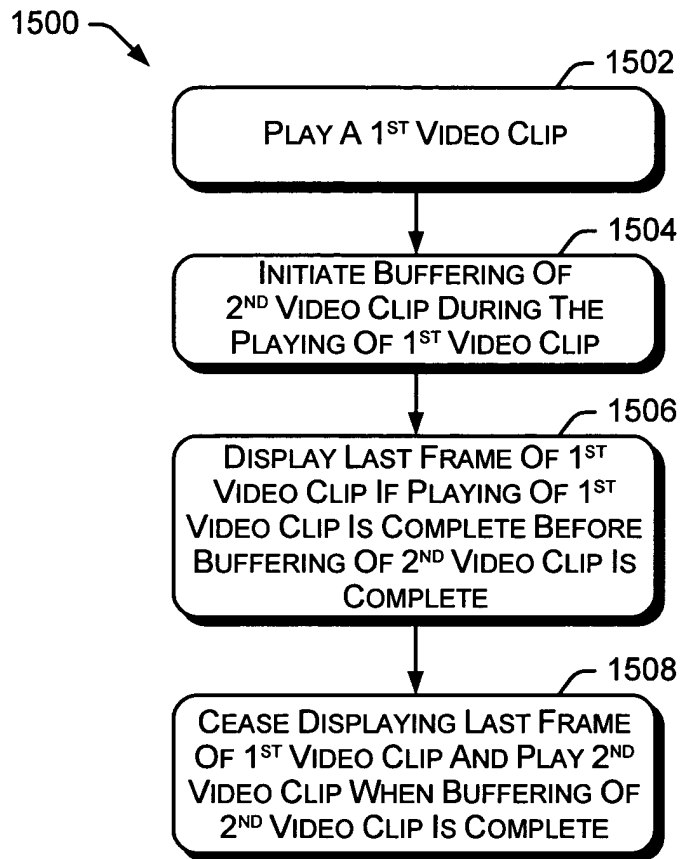 1500
1502
PLAY A 1ST VIDEO CLIP
1504
INITIATE BUFFERING OF
2ND VIDEO CLIP DURING THE
PLAYING OF 1ST VIDEO CLIP
1506
DISPLAY LAST FRAME OF 1ST
VIDEO CLIP IF PLAYING OF 1ST
VIDEO CLIP IS COMPLETE BEFORE
BUFFERING OF 2ND VIDEO CLIP IS
COMPLETE
1508
CEASE DISPLAYING LAST FRAME
OF 1ST VIDEO CLIP AND PLAY 2ND
VIDEO CLIP WHEN BUFFERING OF
2ND VIDEO CLIP IS COMPLETE